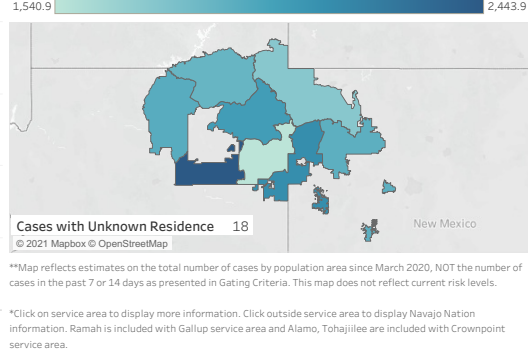 1,540.9 2,443.9
New Mexico
Cases with Unknown Residence 18
© 2021 Mapbox © OpenStreetMap
**Map reflects estimates on the total number of cases by population area since March 2020, NOT the number of
cases in the past 7 or 14 days as presented in Gating Criteria. This map does not reflect current risk levels.
*Click on service area to display more information. Click outside service area to display Navajo Nation
information. Ramah is included with Gallup service area and Alamo, Tohajiilee are included with Crownpoint
service area.